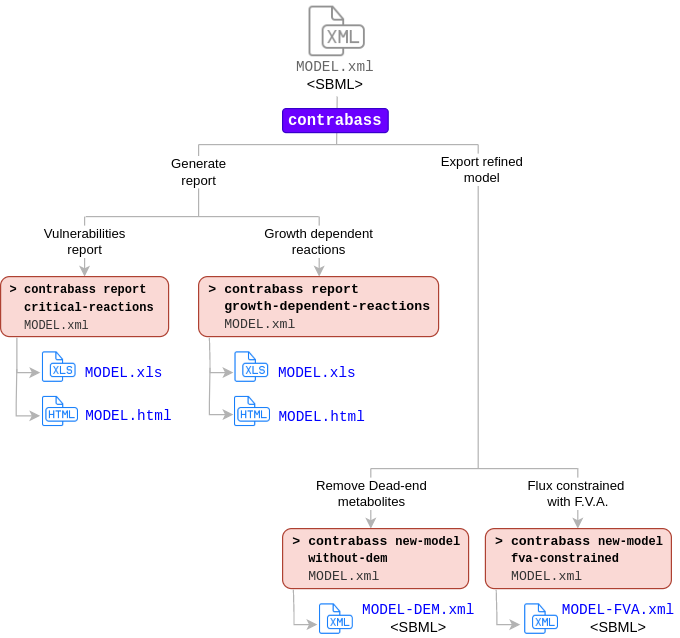 XML
MODEL.xml
<SBML>
contrabass
Generate
report
Export refined
model
Vulnerabilities
report
Growth dependent
reactions
> contrabass report
critical-reactions
MODEL.xml
> contrabass report
growth-dependent-reactions
MODEL.xml
XLS MODEL.xls
HTML MODEL.html
XLS MODEL.xls
HTML MODEL.html
Remove Dead-end
metabolites
Flux constrained
with F.V.A.
> contrabass new-model
without-dem
MODEL.xml
> contrabass new-model
fva-constrained
MODEL.xml
XML MODEL-DEM.xml
<SBML>
XML MODEL-FVA.xml
<SBML>